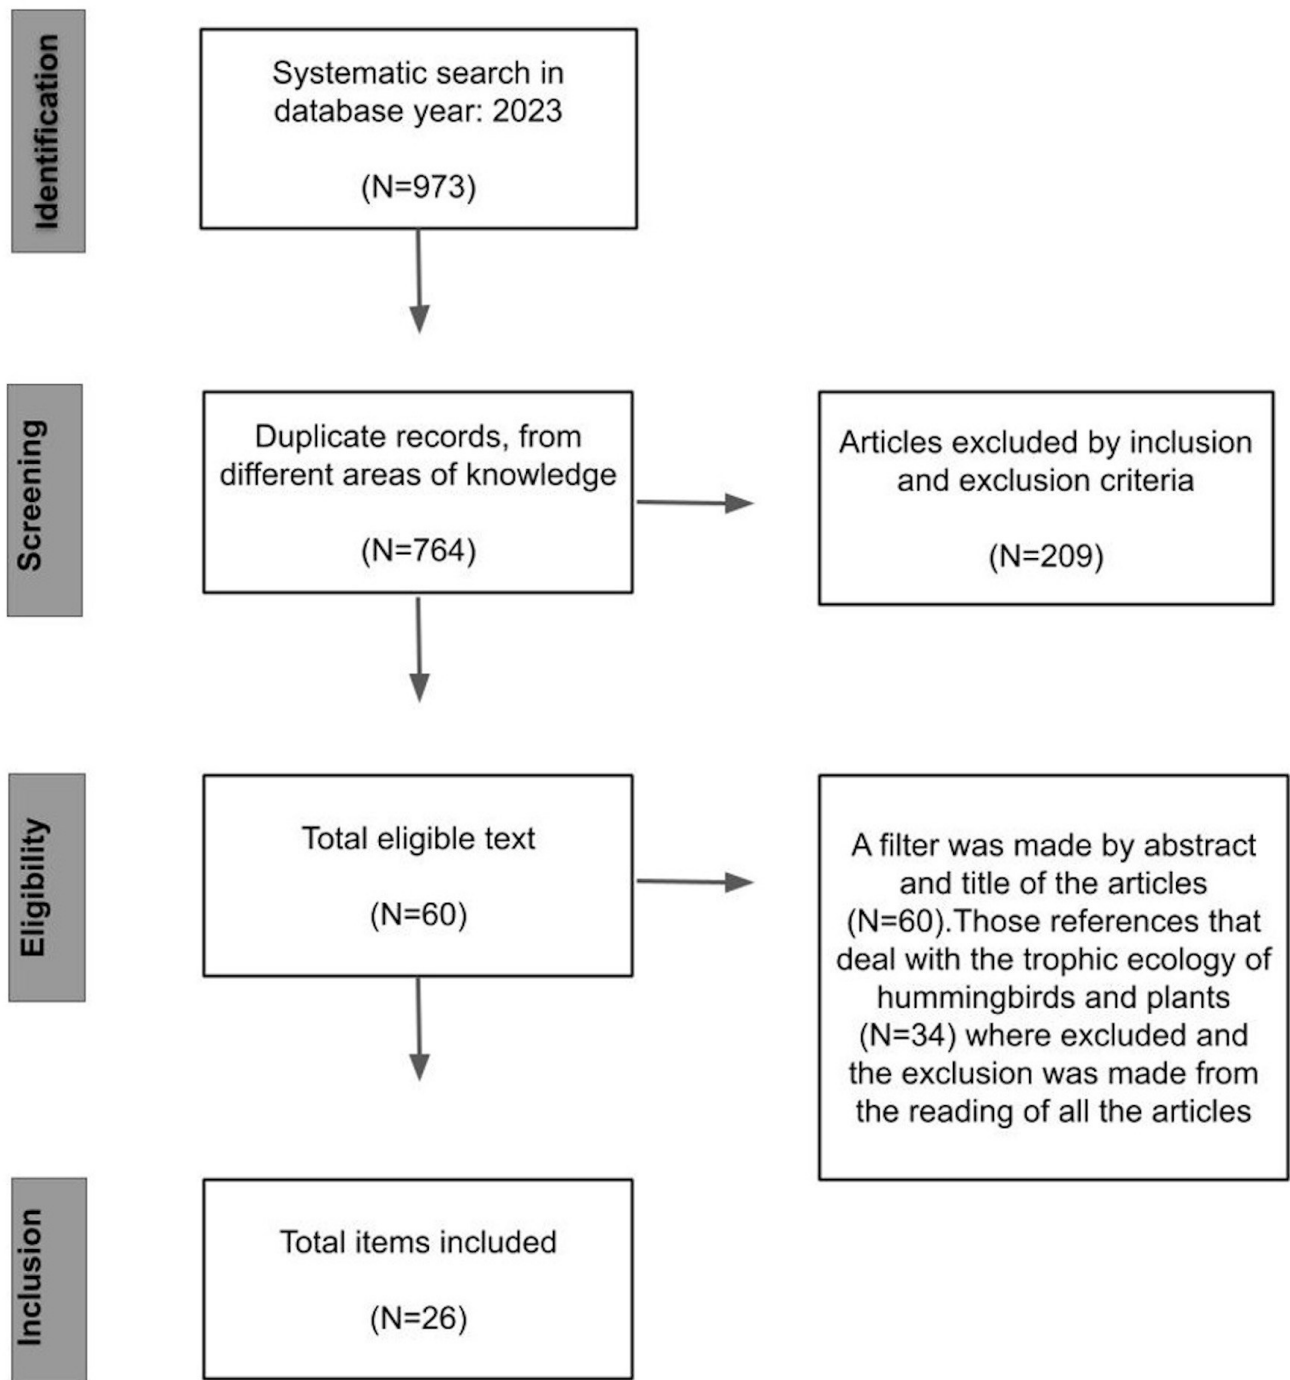 Identification
Systematic search in
database year: 2023
(N=973)
Screening
Duplicate records, from
different areas of knowledge
(N=764)
Articles excluded by inclusion
and exclusion criteria
(N=209)
Eligibility
Total eligible text
(N=60)
A filter was made by abstract
and title of the articles
(N=60).Those references that
deal with the trophic ecology of
hummingbirds and plants
(N=34) where excluded and
the exclusion was made from
the reading of all the articles
Inclusion
Total items included
(N=26)